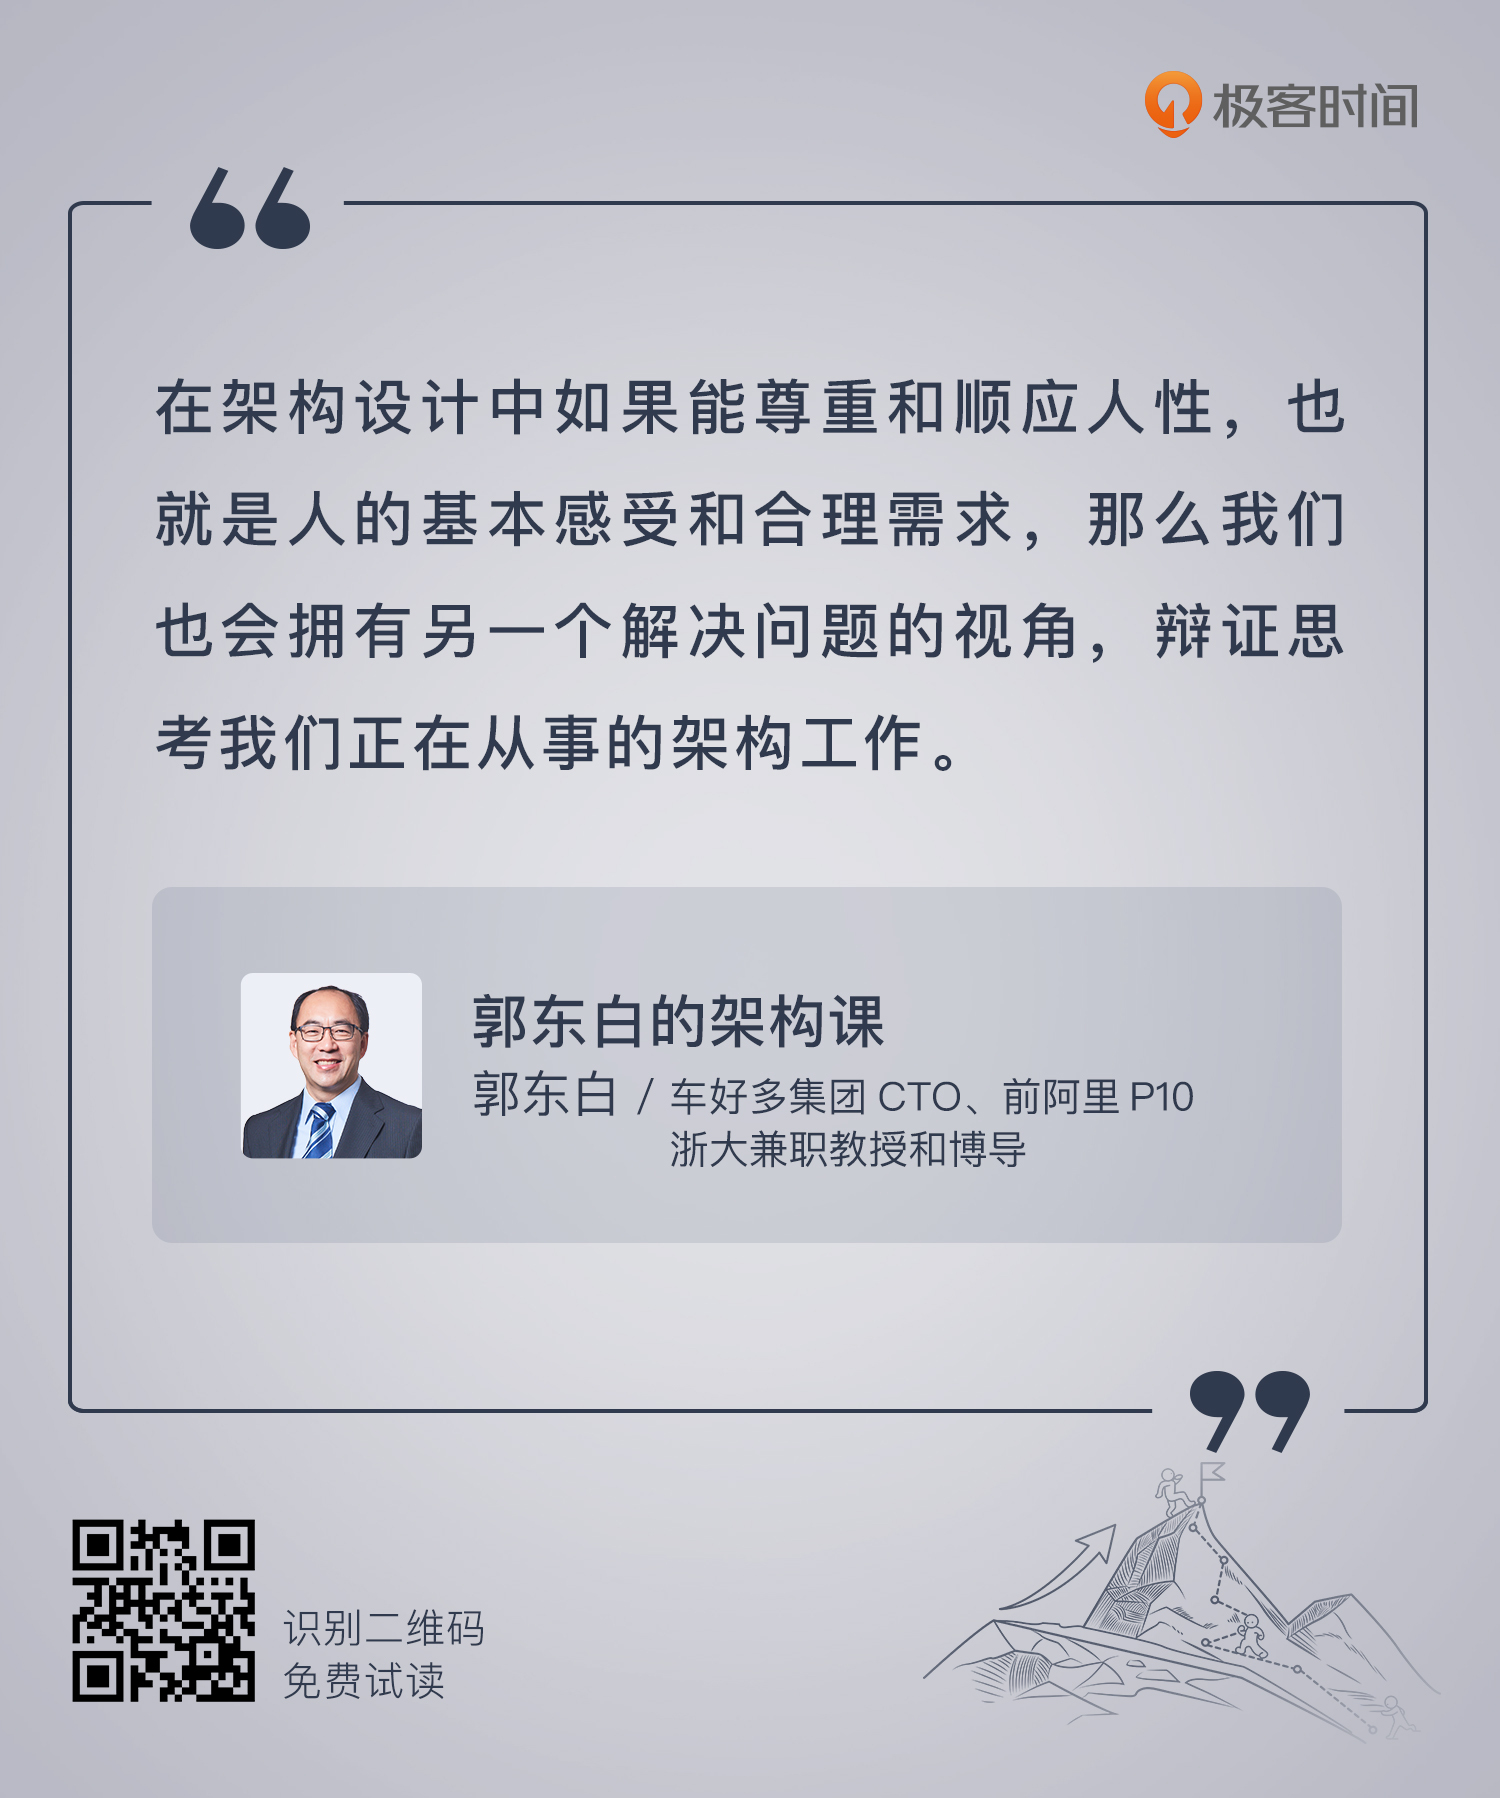 极客时间
在架构设计中如果能尊重和顺应人性，也
就是人的基本感受和合理需求，那么我们
也会拥有另一个解决问题的视角，辩证思
考我们正在从事的架构工作。
郭东白的架构课
郭东白 / 车好多集团 CTO、前阿里 P10
浙大兼职教授和博导
识别二维码
免费试读